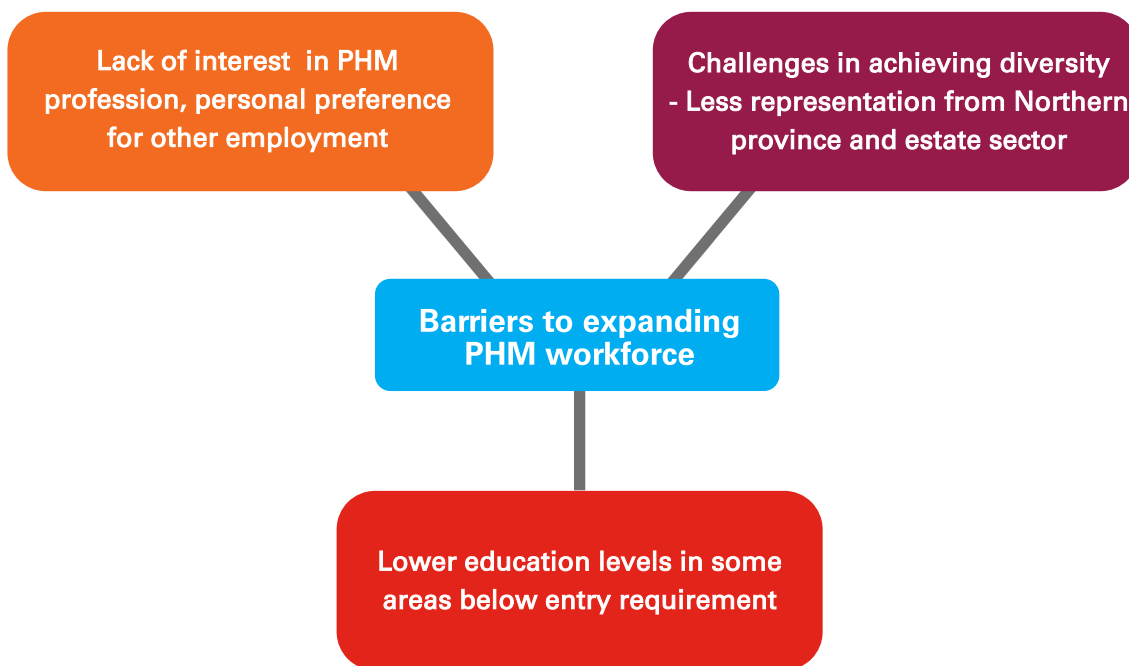 Lack of interest in PHM
profession, personal preference
for other employment
Challenges in achieving diversity
- Less representation from Northern
province and estate sector
Barriers to expanding
PHM workforce
Lower education levels in some
areas below entry requirement